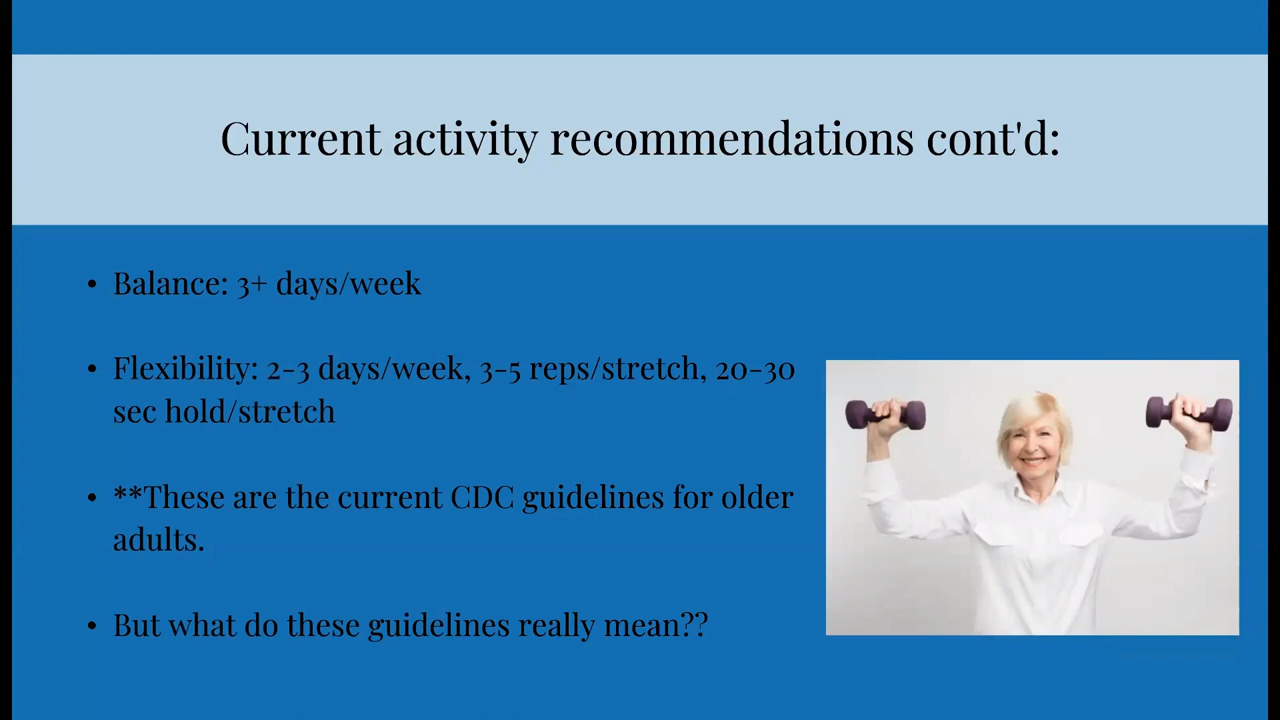 Current activity recommendations cont'd:
• Balance: 3+ days/week
• Flexibility: 2-3 days/week, 3-5 reps/stretch, 20-30
sec hold/stretch
• **These are the current CDC guidelines for older
adults.
• But what do these guidelines really mean??